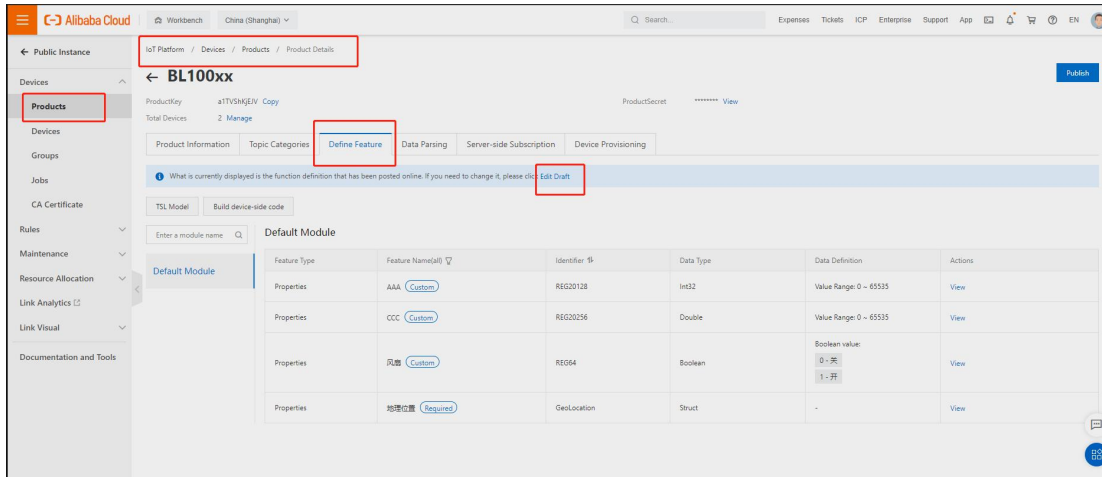 Alibaba Cloud
Workbench
China (Shanghai)
Search...
Expenses Tickets ICP Enterprise Support App EN
← Public Instance
Devices
Products
Devices
Groups
Jobs
CA Certificate
Rules
Maintenance
Resource Allocation
Link Analytics
Link Visual
Documentation and Tools
IoT Platform / Devices / Products / Product Details
← BL100xx
Publish
ProductKey a1TVShKjEJV Copy
ProductSecret ******** View
Total Devices 2 Manage
Product Information Topic Categories Define Feature Data Parsing Server-side Subscription Device Provisioning
What is currently displayed is the function definition that has been posted online. If you need to change it, please click Edit Draft
TSL Model Build device-side code
Enter a module name
Default Module
Default Module
Feature Type Feature Name(all) Identifier Data Type Data Definition Actions
Properties AAA Custom REG20128 Int32 Value Range: 0 ~ 65535 View
Properties CCC Custom REG20256 Double Value Range: 0 ~ 65535 View
Properties 风扇 Custom REG64 Boolean Boolean value: View
0 - 关
1 - 开
Properties 地理位置 Required GeoLocation Struct - View